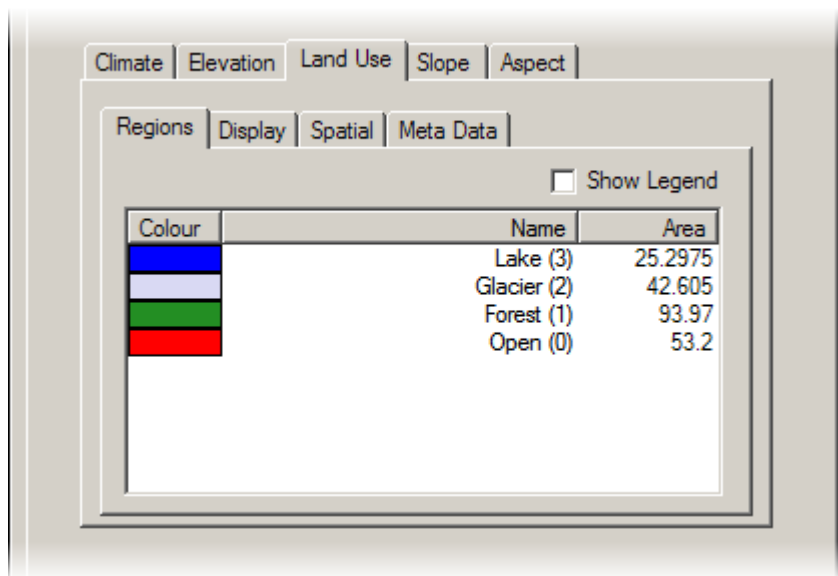 Climate Elevation Land Use Slope Aspect
Regions Display Spatial Meta Data
Show Legend
Colour Name Area
Lake (3) 25.2975
Glacier (2) 42.605
Forest (1) 93.97
Open (0) 53.2